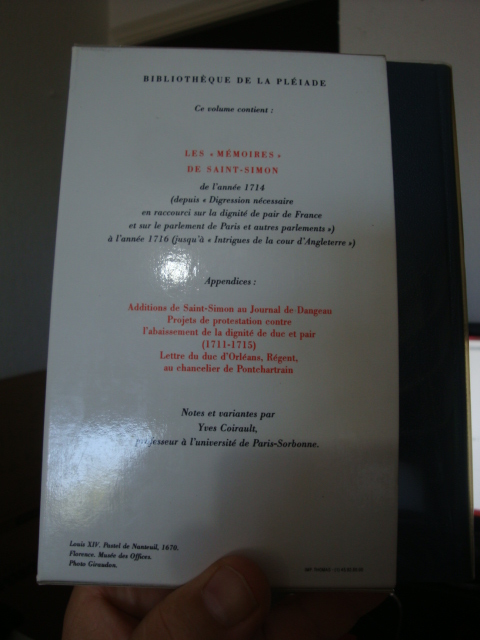 BIBLIOTHÈQUE DE LA PLÉIADE
Ce volume contient :
LES « MÉMOIRES »
DE SAINT-SIMON
de l'année 1714
(depuis « Digression nécessaire
en raccourci sur la dignité de pair de France
et sur le parlement de Paris et autres parlements »)
à l'année 1716 (jusqu'à « Intrigues de la cour d'Angleterre »)
Appendices :
Additions de Saint-Simon au Journal de Dangeau
Projets de protestation contre
l'abaissement de la dignité de duc et pair
(1711-1715)
Lettre du duc d'Orléans, Régent,
au chancelier de Pontchartrain
Notes et variantes par
Yves Coirault,
professeur à l'université de Paris-Sorbonne.
Louis XIV. Pastel de Nanteuil, 1670.
Florence. Musée des Offices.
Photo Giraudon.